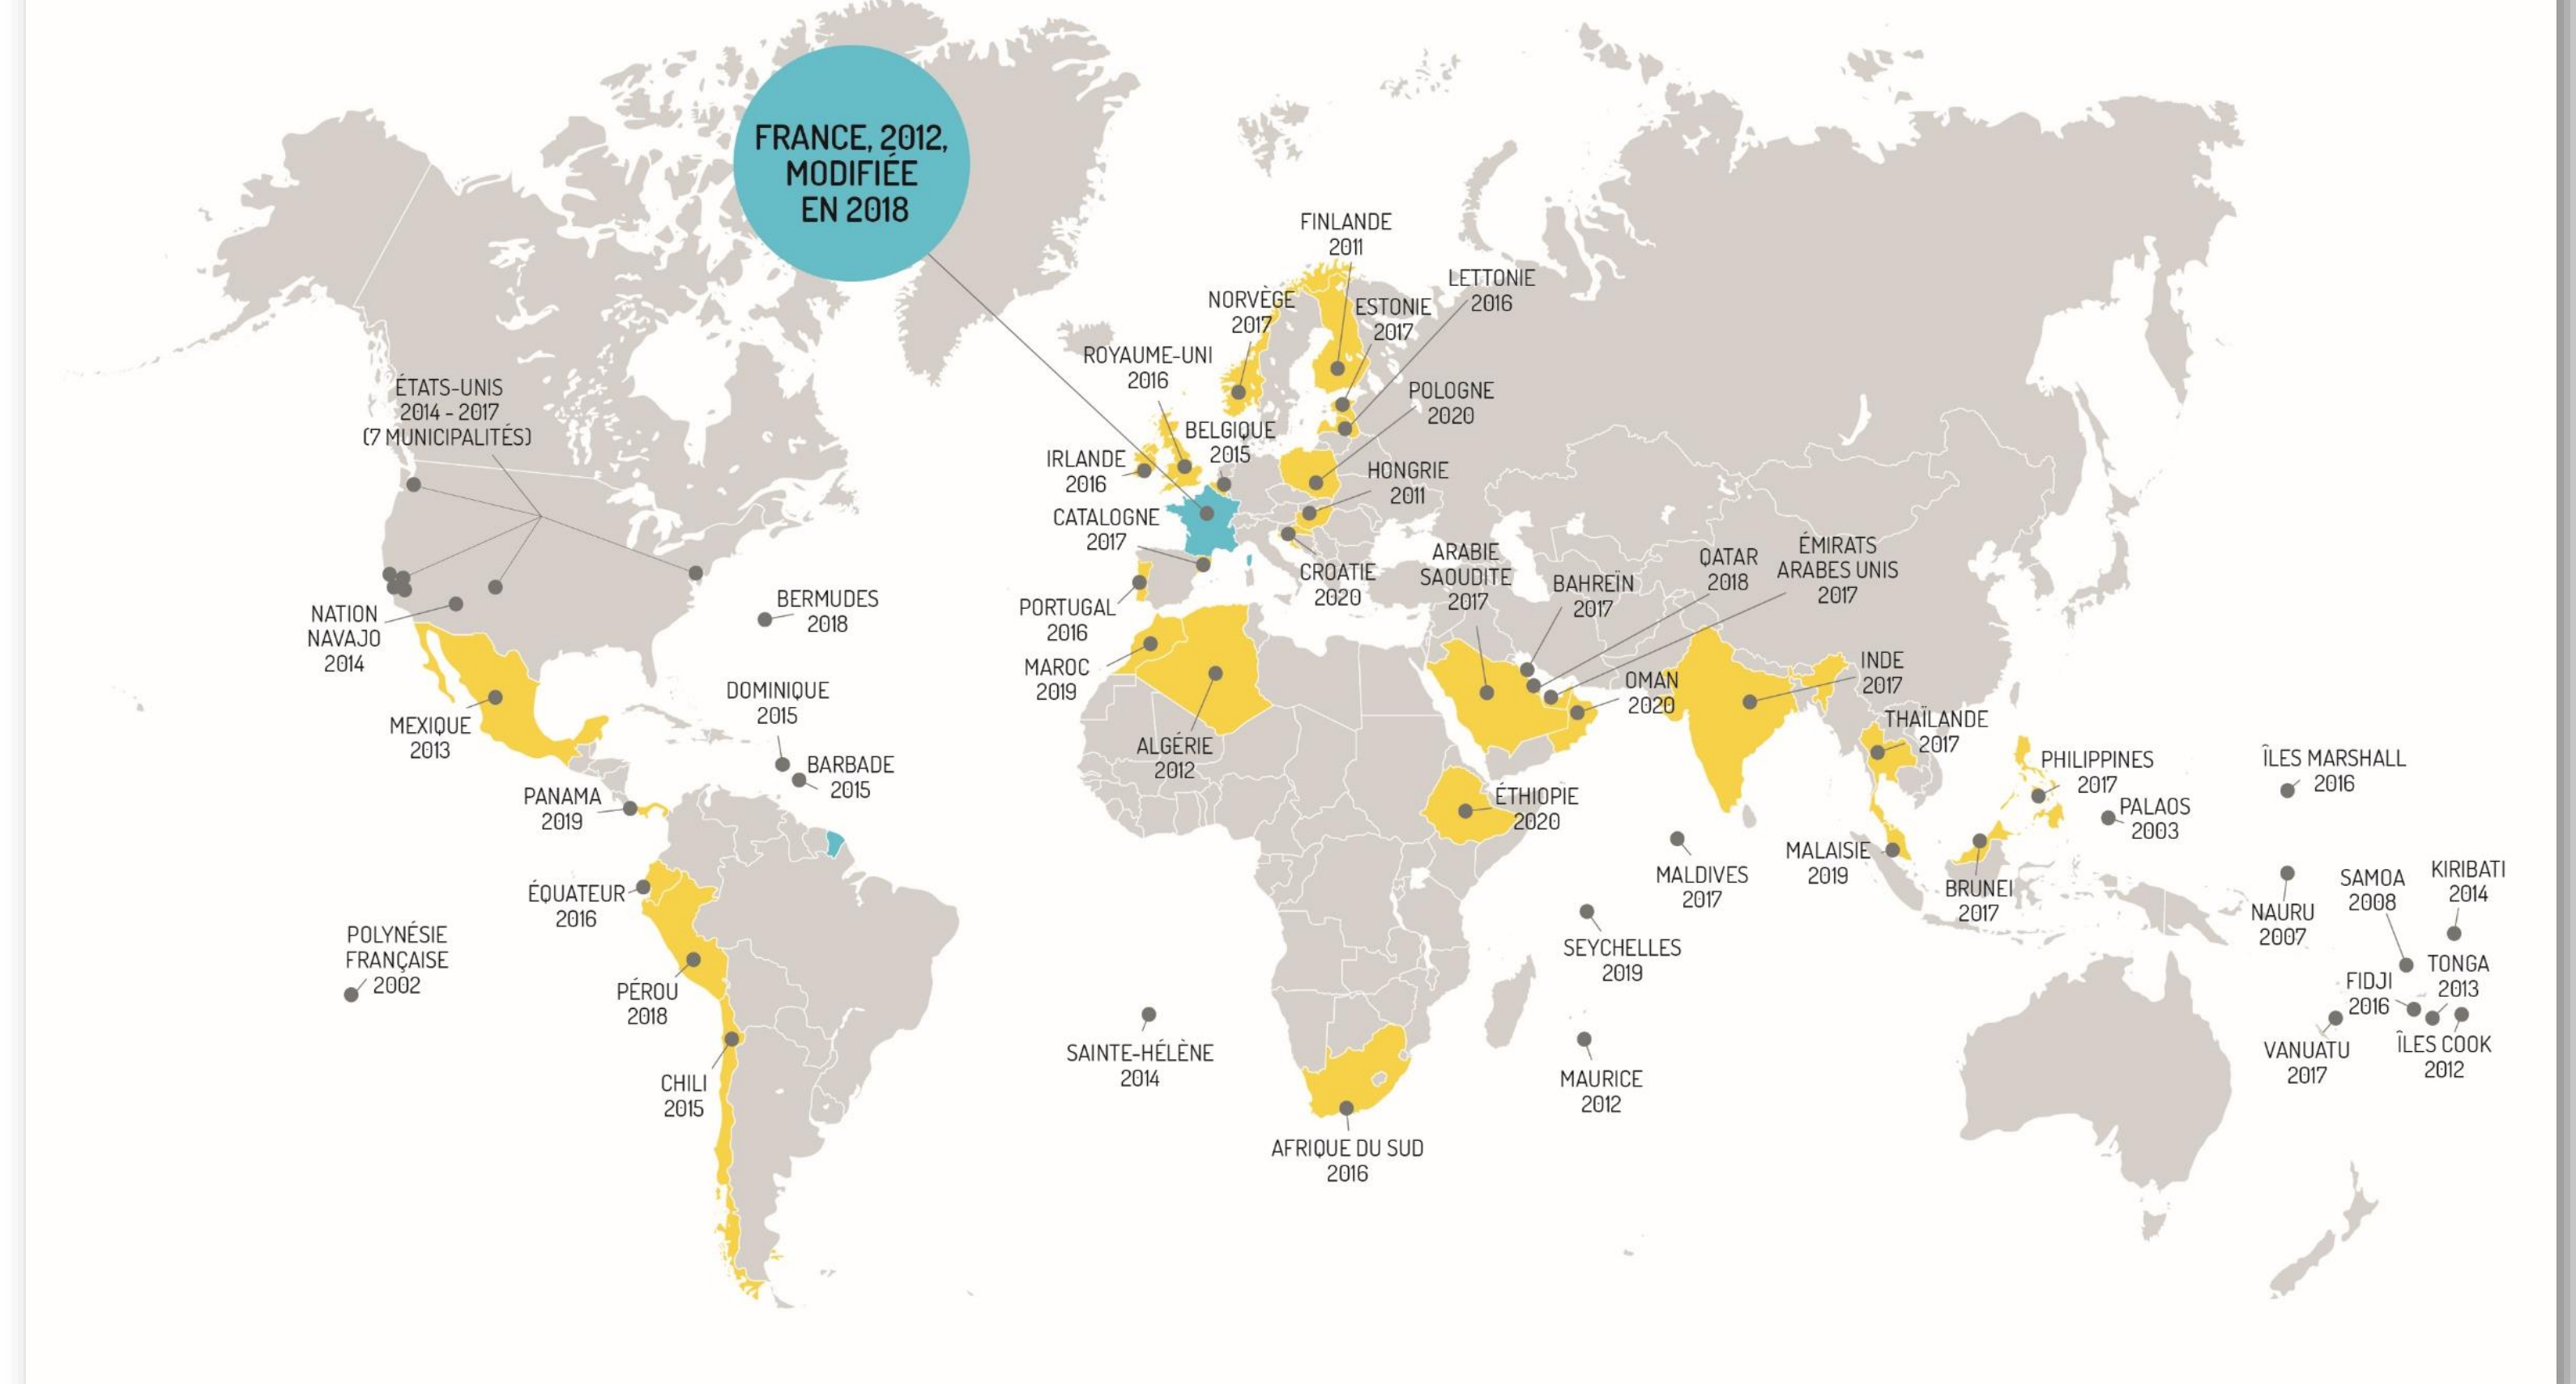 FRANCE, 2012,
MODIFIÉE
EN 2018
FINLANDE
2011
LETTONIE
2016
NORVÈGE
2017
ESTONIE
2017
ROYAUME-UNI
2016
POLOGNE
2020
BELGIQUE
2015
IRLANDE
2016
HONGRIE
2011
CATALOGNE
2017
CROATIE
2020
PORTUGAL
2016
MAROC
2019
ALGÉRIE
2012
ÉTATS-UNIS
2014 - 2017
(7 MUNICIPALITÉS)
NATION
NAVAJO
2014
BERMUDES
2018
MEXIQUE
2013
DOMINIQUE
2015
BARBADE
2015
PANAMA
2019
ÉQUATEUR
2016
POLYNÉSIE
FRANÇAISE
2002
PÉROU
2018
CHILI
2015
ARABIE
SAOUDITE
2017
BAHREÏN
2017
QATAR
2018
ÉMIRATS
ARABES UNIS
2017
OMAN
2020
INDE
2017
THAÏLANDE
2017
PHILIPPINES
2017
PALAOS
2003
ÎLES MARSHALL
2016
ÉTHIOPIE
2020
MALDIVES
2017
MALAISIE
2019
BRUNEI
2017
SEYCHELLES
2019
SAINTE-HÉLÈNE
2014
MAURICE
2012
AFRIQUE DU SUD
2016
NAURU
2007
SAMOA
2008
KIRIBATI
2014
FIDJI
2016
TONGA
2013
VANUATU
2017
ÎLES COOK
2012